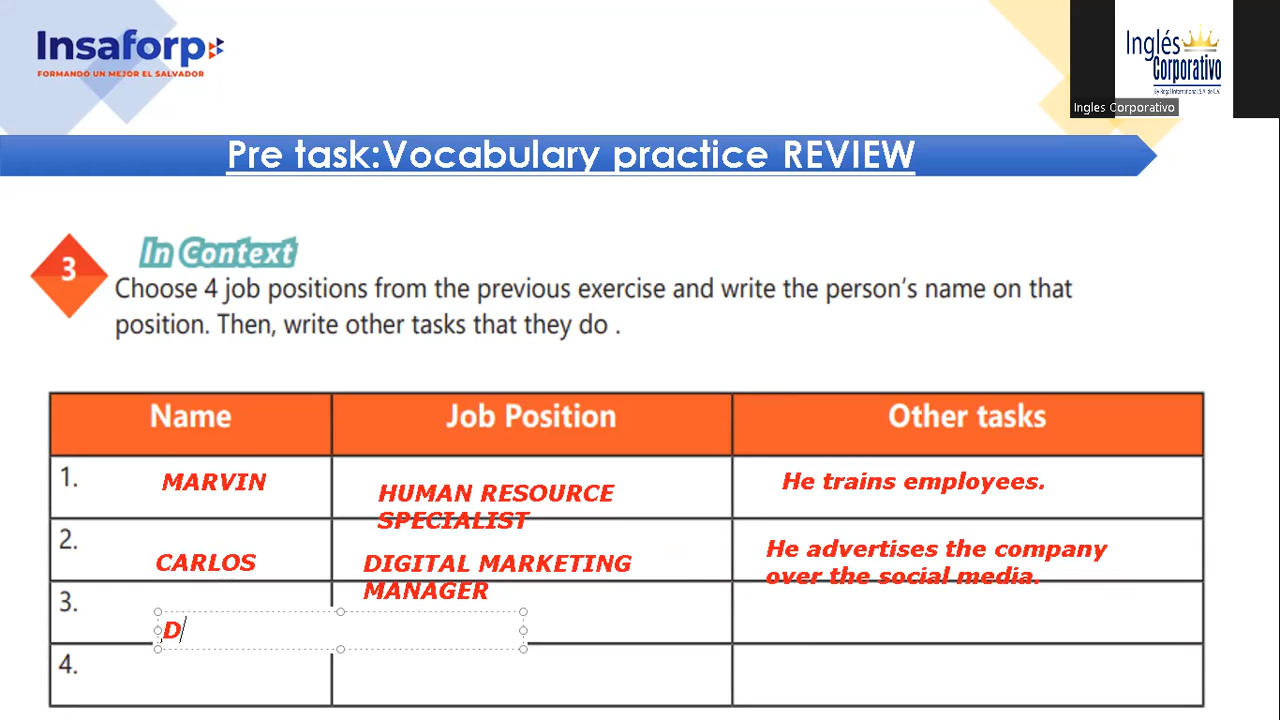 Insaforp
FORMANDO UN MEJOR EL SALVADOR
Inglés
Corporativo
Ingles Corporativo
Pre task:Vocabulary practice REVIEW
3
In Context
Choose 4 job positions from the previous exercise and write the person's name on that
position. Then, write other tasks that they do .
Name Job Position Other tasks
1. MARVIN HUMAN RESOURCE SPECIALIST He trains employees.
2. CARLOS DIGITAL MARKETING MANAGER He advertises the company over the social media.
3. D
4.